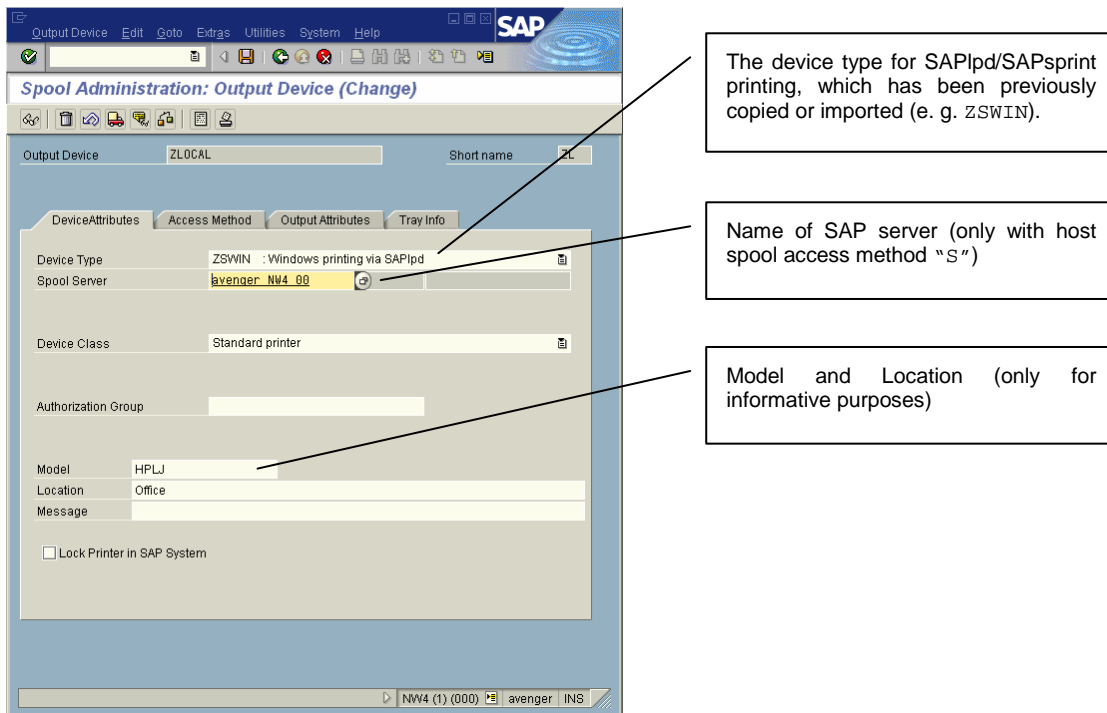 Output Device Edit Goto Extras Utilities System Help
SAP
Spool Administration: Output Device (Change)
Output Device ZLOCAL Short name ZL
DeviceAttributes Access Method Output Attributes Tray Info
Device Type ZSWIN : Windows printing via SAPlpd
Spool Server avenger_NW4_00
Device Class Standard printer
Authorization Group
Model HPLJ
Location Office
Message
Lock Printer in SAP System
NW4 (1) (000) avenger INS
The device type for SAPlpd/SAPsprint
printing, which has been previously
copied or imported (e. g. ZSWIN).
Name of SAP server (only with host
spool access method “S”)
Model and Location (only for
informative purposes)